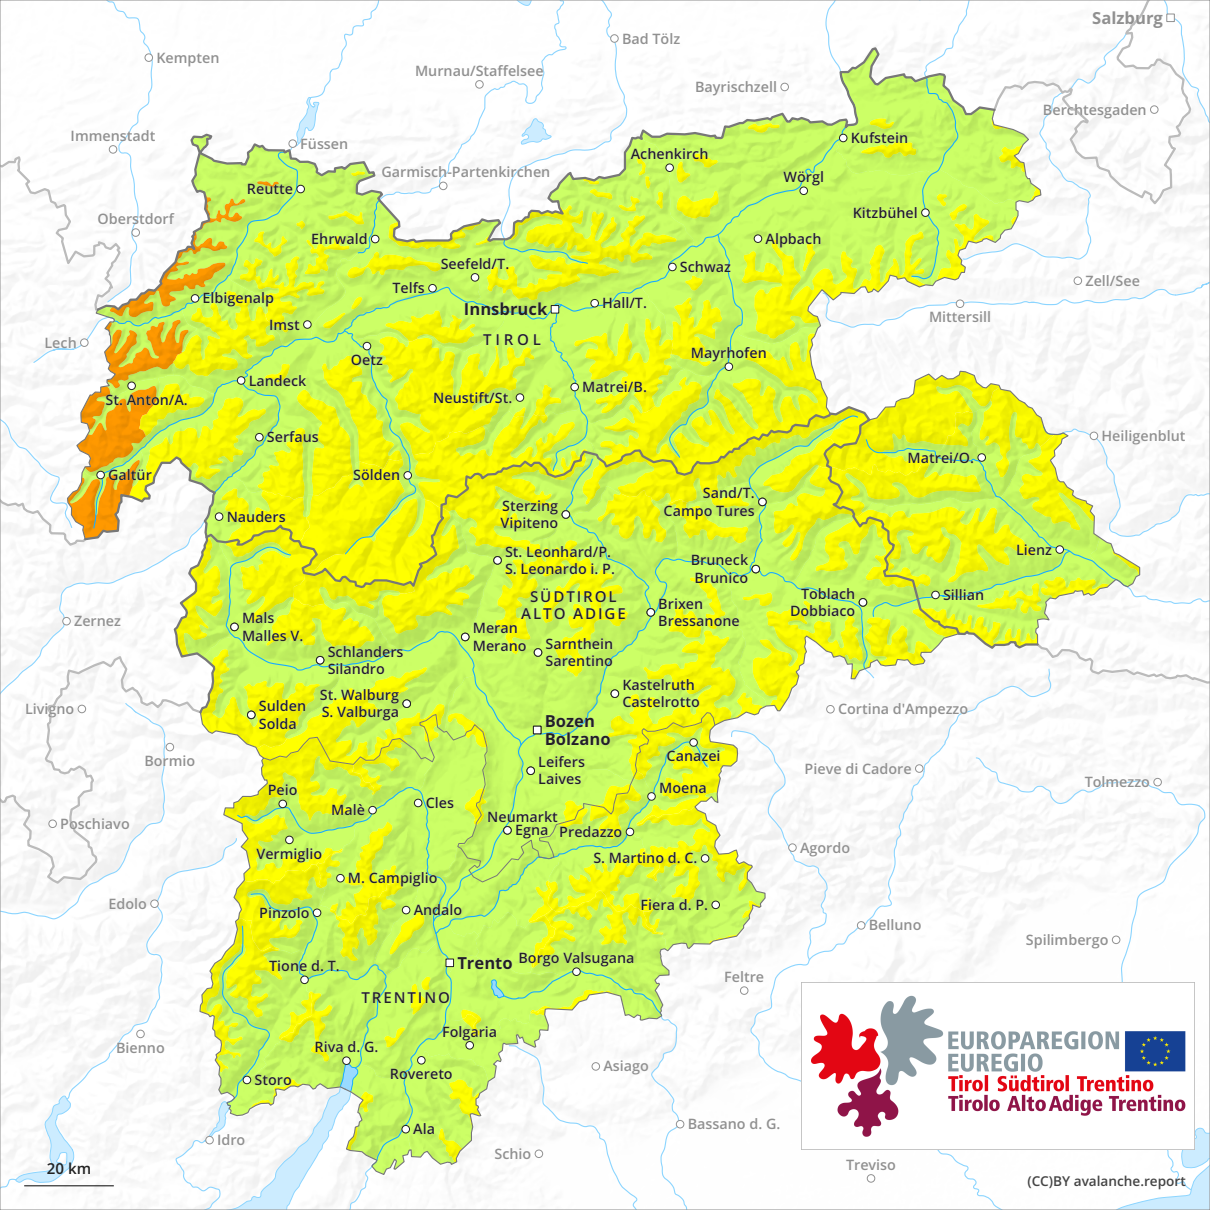 Salzburg
Bad Tölz
Kempten
Murnau/Staffelsee
Bayrischzell
Berchtesgaden
Immenstadt
Füssen
Kufstein
Achenkirch
Garmisch-Partenkirchen
Wörgl
Reutte
Oberstdorf
Kitzbühel
Ehrwald
Alpbach
Seefeld/T.
Schwaz
Zell/See
Telfs
Elbigenalp
Hall/T.
Innsbruck
Mittersill
Imst
TIROL
Lech
Oetz
Mayrhofen
Landeck
Matrei/B.
St. Anton/A.
Neustift/St.
Serfaus
Heiligenblut
Matrei/O.
Galtür
Sölden
Sand/T.
Campo Tures
Sterzing
Vipiteno
Nauders
Lienz
St. Leonhard/P.
S. Leonardo i. P.
Bruneck
Brunico
SÜDTIROL
ALTO ADIGE
Toblach
Dobbiaco
Sillian
Brixen
Bressanone
Zernez
Mals
Malles V.
Meran
Merano
Sarnthein
Sarentino
Schlanders
Silandro
Kastelruth
Castelrotto
St. Walburg
S. Valburga
Livigno
Sulden
Solda
Cortina d'Ampezzo
Bozen
Bolzano
Bormio
Canazei
Leifers
Laives
Pieve di Cadore
Tolmezzo
Peio
Moena
Malè
Cles
Neumarkt
Egna
Predazzo
Poschiavo
Vermiglio
S. Martino d. C.
Agordo
M. Campiglio
Edolo
Pinzolo
Andalo
Fiera d. P.
Belluno
Spilimbergo
Trento
Borgo Valsugana
Tione d. T.
Feltre
TRENTINO
Folgaria
Bienno
Riva d. G.
EUROPAREGION
EUREGIO
Tirol Südtirol Trentino
Tirolo Alto Adige Trentino
Asiago
Rovereto
Storo
Bassano d. G.
Ala
Idro
Schio
Treviso
20 km
(CC)BY avalanche.report